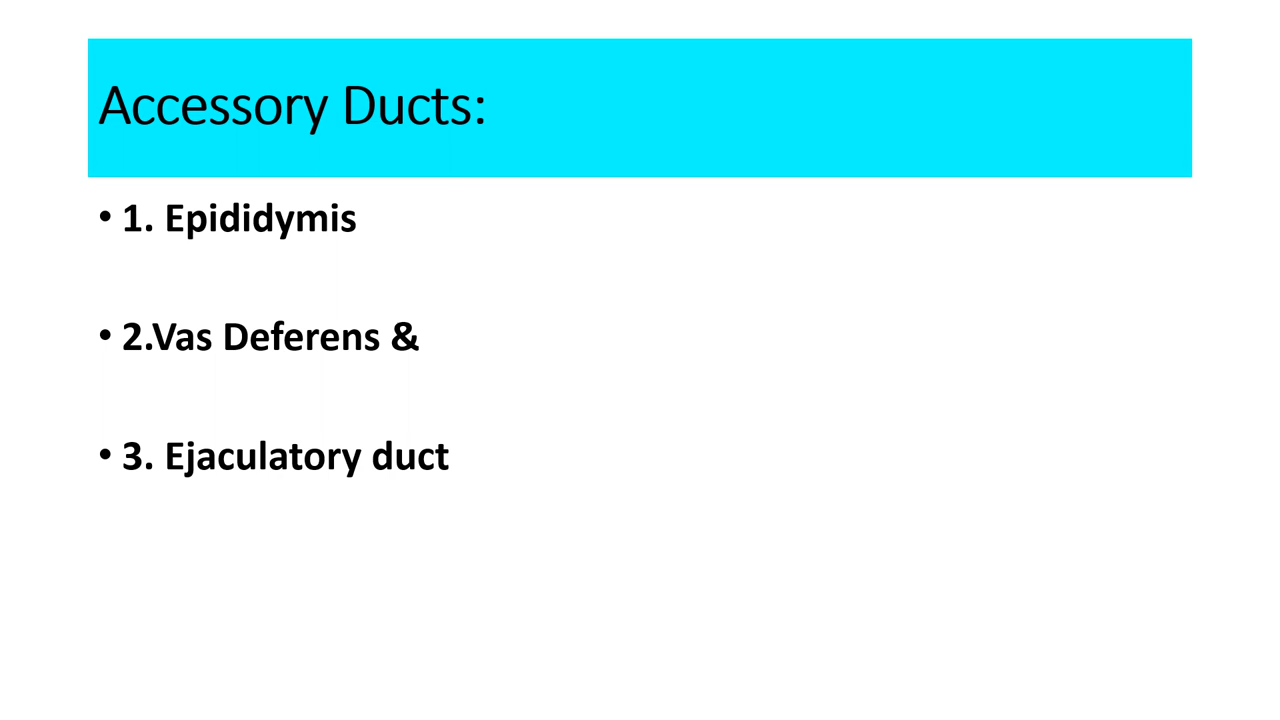 Accessory Ducts:
• 1. Epididymis
• 2.Vas Deferens &
• 3. Ejaculatory duct